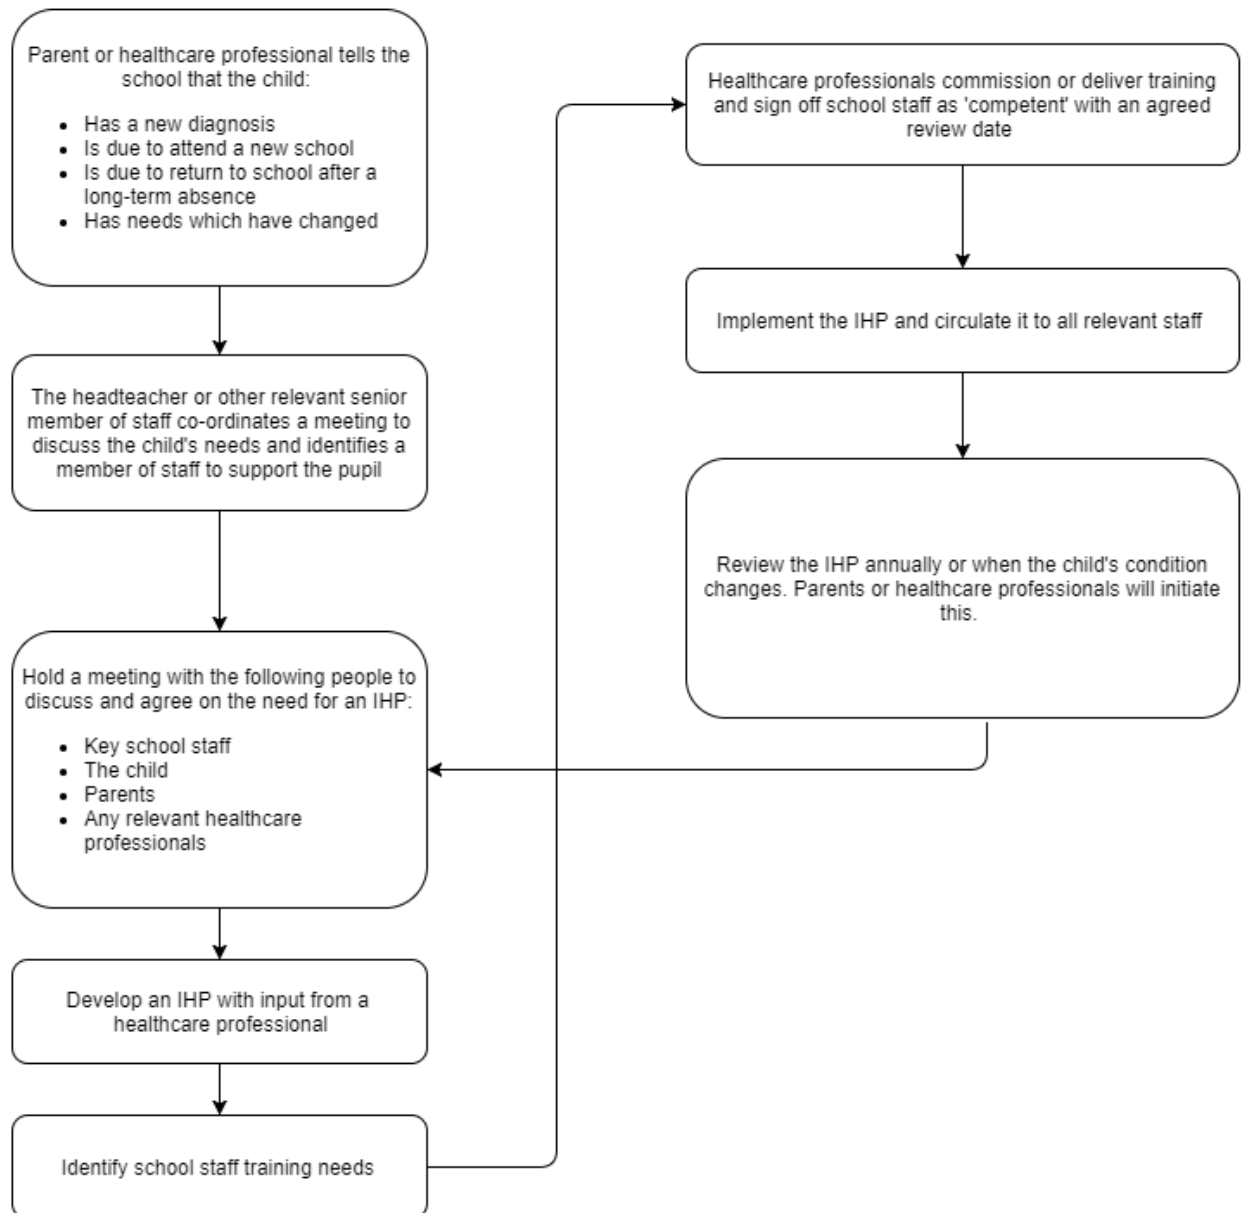 Parent or healthcare professional tells the
school that the child:
• Has a new diagnosis
• Is due to attend a new school
• Is due to return to school after a
long-term absence
• Has needs which have changed
The headteacher or other relevant senior
member of staff co-ordinates a meeting to
discuss the child's needs and identifies a
member of staff to support the pupil
Hold a meeting with the following people to
discuss and agree on the need for an IHP:
• Key school staff
• The child
• Parents
• Any relevant healthcare
professionals
Develop an IHP with input from a
healthcare professional
Identify school staff training needs
Healthcare professionals commission or deliver training
and sign off school staff as 'competent' with an agreed
review date
Implement the IHP and circulate it to all relevant staff
Review the IHP annually or when the child's condition
changes. Parents or healthcare professionals will initiate
this.